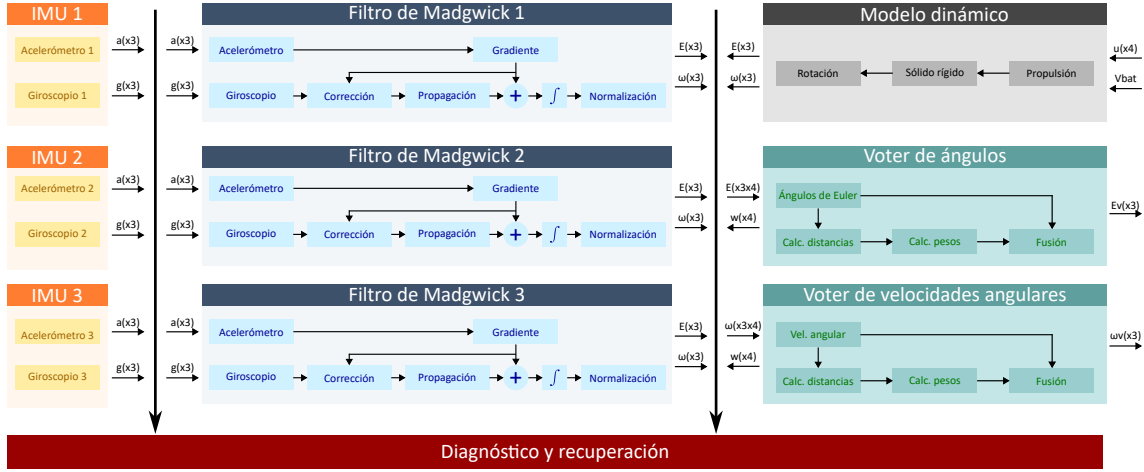 IMU 1
Acelerómetro 1
Giroscopio 1
a(x3)
g(x3)
a(x3)
g(x3)
Filtro de Madgwick 1
Acelerómetro
Gradiente
Giroscopio
Corrección
Propagación
+
∫
Normalización
E(x3)
ω(x3)
E(x3)
ω(x3)
Modelo dinámico
Rotación
Sólido rígido
Propulsión
u(x4)
Vbat
IMU 2
Acelerómetro 2
Giroscopio 2
a(x3)
g(x3)
a(x3)
g(x3)
Filtro de Madgwick 2
Acelerómetro
Gradiente
Giroscopio
Corrección
Propagación
+
∫
Normalización
E(x3)
ω(x3)
E(x3x4)
w(x4)
Voter de ángulos
Ángulos de Euler
Calc. distancias
Calc. pesos
Fusión
Ev(x3)
IMU 3
Acelerómetro 3
Giroscopio 3
a(x3)
g(x3)
a(x3)
g(x3)
Filtro de Madgwick 3
Acelerómetro
Gradiente
Giroscopio
Corrección
Propagación
+
∫
Normalización
E(x3)
ω(x3)
ω(x3x4)
w(x4)
Voter de velocidades angulares
Vel. angular
Calc. distancias
Calc. pesos
Fusión
ωv(x3)
Diagnóstico y recuperación